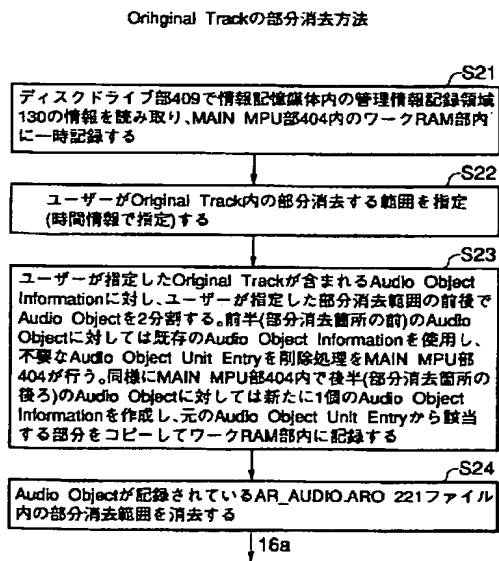 Orihginal Trackの部分消去方法
S21
ディスクドライブ部409で情報記憶媒体内の管理情報記録領域
130の情報を読み取り、MAIN MPU部404内のワークRAM部内
に一時記録する
S22
ユーザーがOriginal Track内の部分消去する範囲を指定
(時間情報で指定)する
S23
ユーザーが指定したOriginal Trackが含まれるAudio Object
Informationに対し、ユーザーが指定した部分消去範囲の前後で
Audio Objectを2分割する。前半(部分消去箇所の前)のAudio
Objectに対しては既存のAudio Object Informationを使用し、
不要なAudio Object Unit Entryを削除処理をMAIN MPU部
404が行う。同様にMAIN MPU部404内で後半(部分消去箇所の
後ろ)のAudio Objectに対しては新たに1個のAudio Object
Informationを作成し、元のAudio Object Unit Entryから該当
する部分をコピーしてワークRAM部内に記録する
S24
Audio Objectが記録されているAR_AUDIO.ARO 221ファイル
内の部分消去範囲を消去する
16a